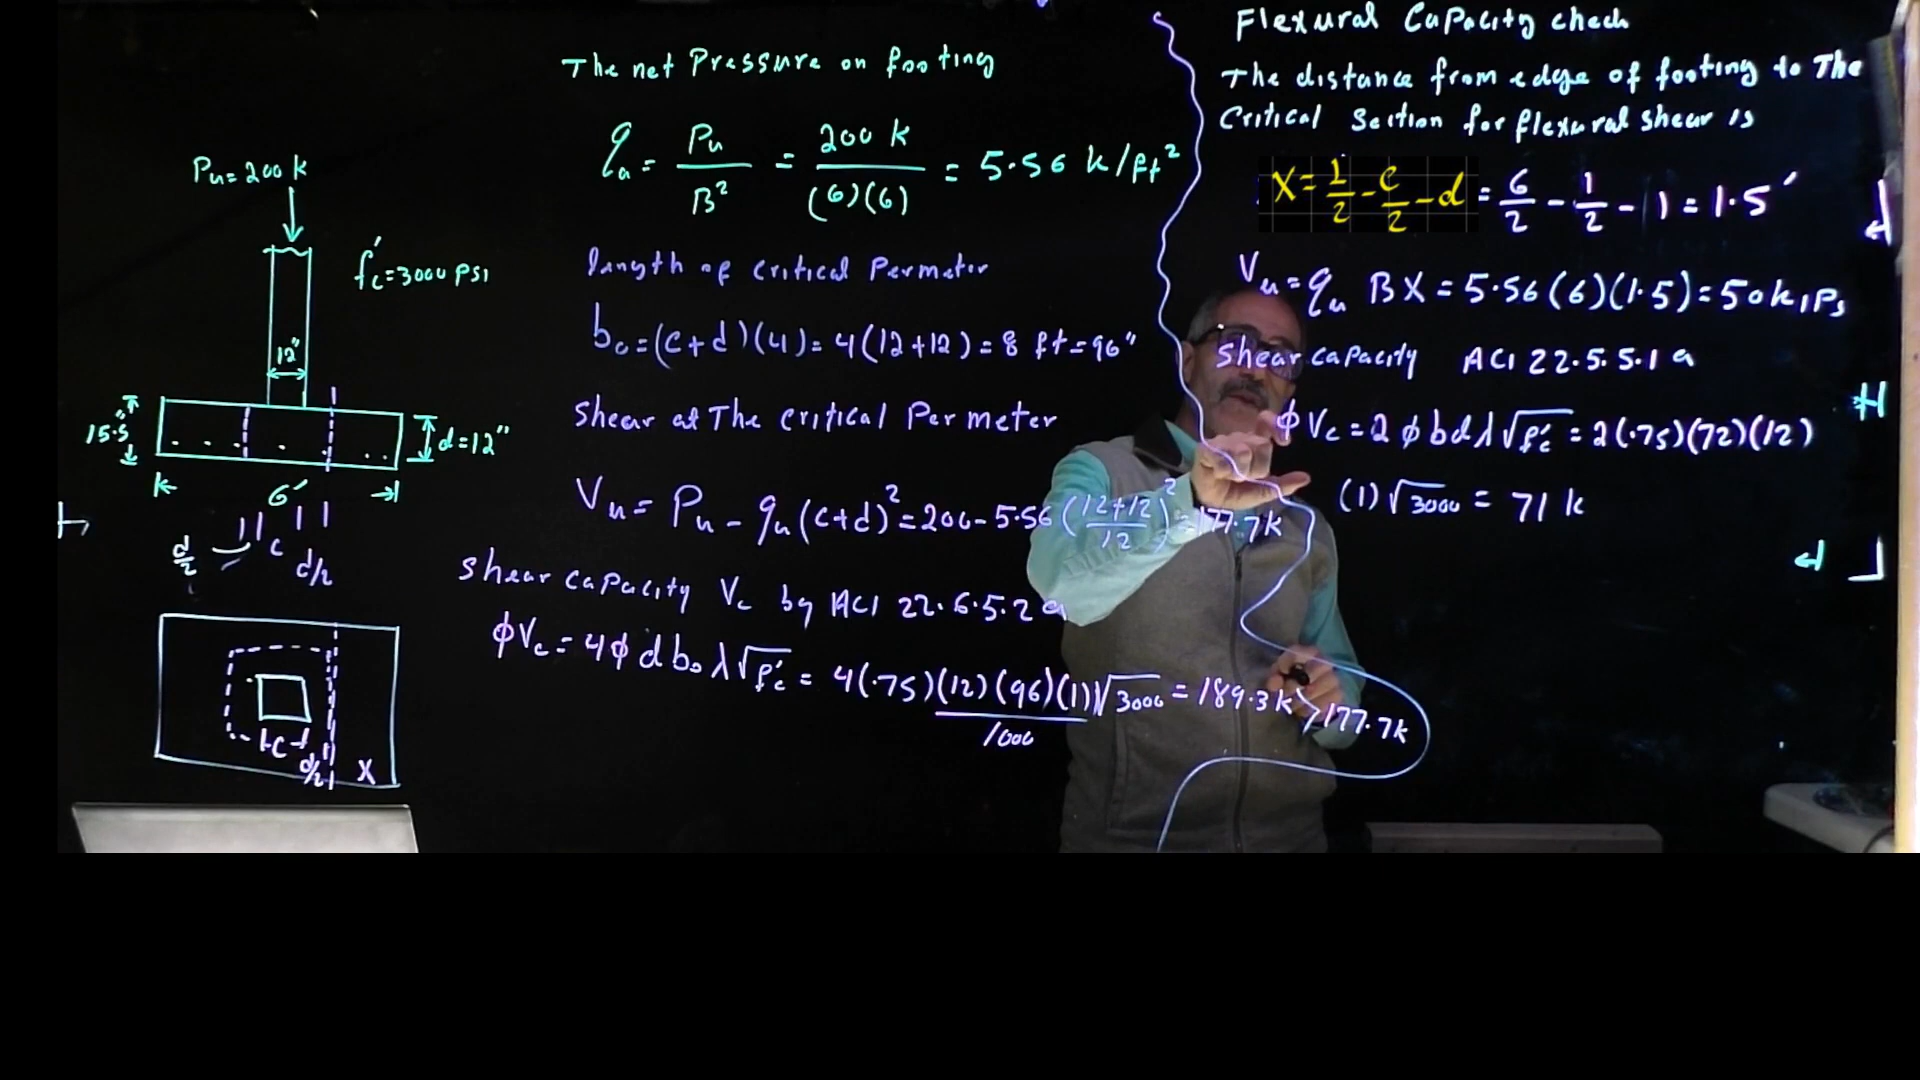 Pu=200 k
f'c=3000 PSI
12"
15.5"
d=12"
6'
d/2
c
d/2
C
d/2
X
The net Pressure on footing
qa = Pu / B² = 200 k / (6)(6) = 5.56 k/ft²
length of critical Permeter
bo=(c+d)(4)=4(12+12)=8 ft=96"
Shear at The critical Permeter
Vu = Pu - qu(c+d)²=200-5.56((12+12)/12)²=177.7k
Shear capacity Vc by ACI 22.6.5.2 a
ϕVc = 4ϕ d bo λ√f'c = 4(.75)(12)(96)(1)√3000 / 1000 = 189.3k > 177.7k
Flexural Capacity check
The distance from edge of footing to The
Critical Section for flexural shear is
X=1/2-c/2-d = 6/2 - 1/2 - 1 = 1.5'
Vu = qu BX = 5.56(6)(1.5)=50kips
Shear capacity ACI 22.5.5.1 a
ϕVc = 2 ϕ bd λ √f'c = 2(.75)(72)(12)
(1)√3000 = 71 k